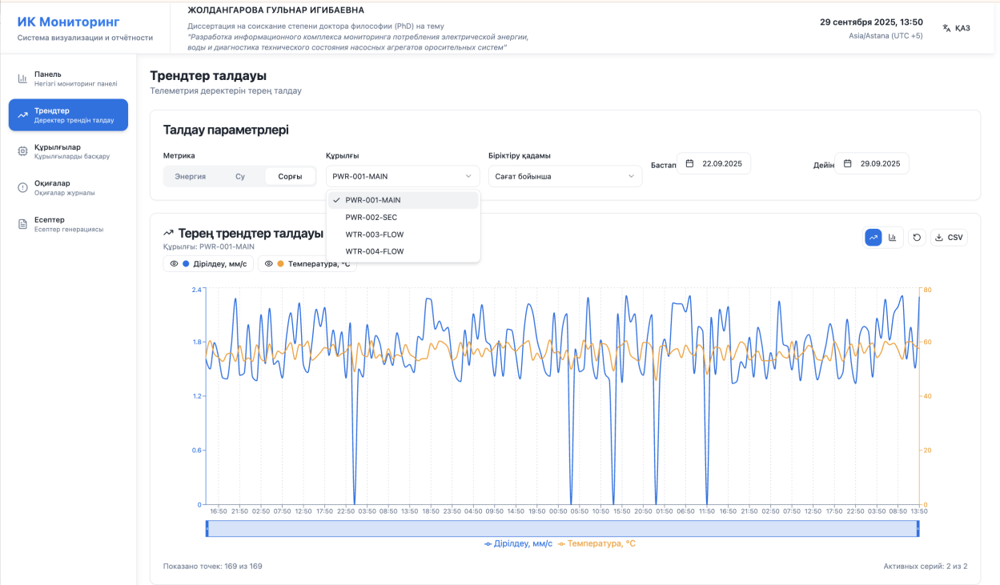 ИК Мониторинг
Система визуализации и отчётности
ЖОЛДАНГАРОВА ГУЛЬНАР ИГИБАЕВНА
Диссертация на соискание степени доктора философии (PhD) на тему
"Разработка информационного комплекса мониторинга потребления электрической энергии,
воды и диагностика технического состояния насосных агрегатов оросительных систем"
29 сентября 2025, 13:50
Asia/Astana (UTC +5)
ҚАЗ
Панель
Негізгі мониторинг панелі
Трендтер
Деректер трендін талдау
Құрылғылар
Құрылғыларды басқару
Оқиғалар
Оқиғалар журналы
Есептер
Есептер генерациясы
Трендтер талдауы
Телеметрия деректерін терең талдау
Талдау параметрлері
Метрика
Энергия Су Сорғы
Құрылғы
PWR-001-MAIN
PWR-001-MAIN
PWR-002-SEC
WTR-003-FLOW
WTR-004-FLOW
Біріктіру қадамы
Сағат бойынша
Бастап 22.09.2025
Дейін 29.09.2025
Терең трендтер талдауы
Құрылғы: PWR-001-MAIN
CSV
Дірілдеу, мм/с Температура, °C
2.4
1.8
1.2
0.6
0
80
60
40
20
0
16:50 21:50 02:50 07:50 12:50 17:50 22:50 03:50 08:50 13:50 18:50 23:50 04:50 09:50 14:50 19:50 00:50 05:50 10:50 15:50 20:50 01:50 06:50 11:50 16:50 21:50 02:50 07:50 12:50 17:50 22:50 03:50 08:50 13:50
Дірілдеу, мм/с Температура, °C
Показано точек: 169 из 169
Активных серий: 2 из 2